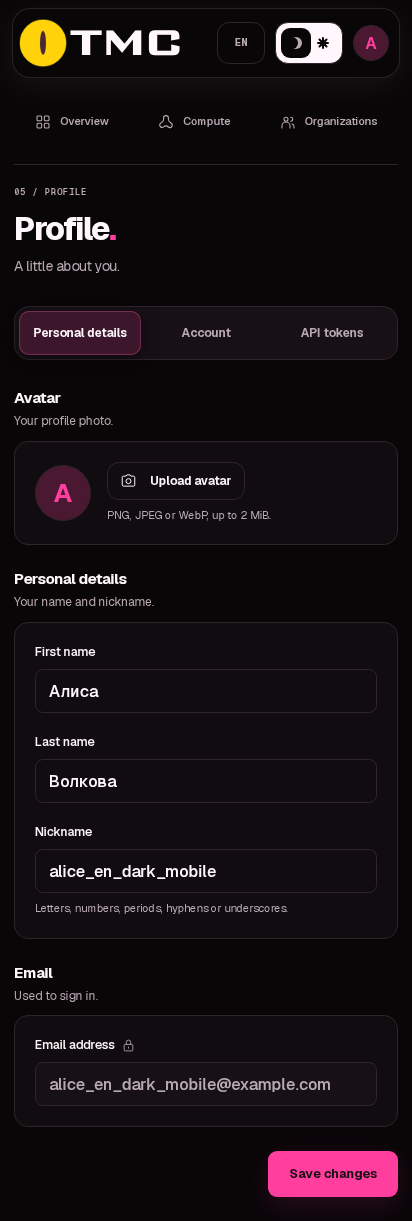 TMC
EN
A
Overview
Compute
Organizations
05 / PROFILE
Profile.
A little about you.
Personal details
Account
API tokens
Avatar
Your profile photo.
A
Upload avatar
PNG, JPEG or WebP, up to 2 MiB.
Personal details
Your name and nickname.
First name
Алиса
Last name
Волкова
Nickname
alice_en_dark_mobile
Letters, numbers, periods, hyphens or underscores.
Email
Used to sign in.
Email address
alice_en_dark_mobile@example.com
Save changes